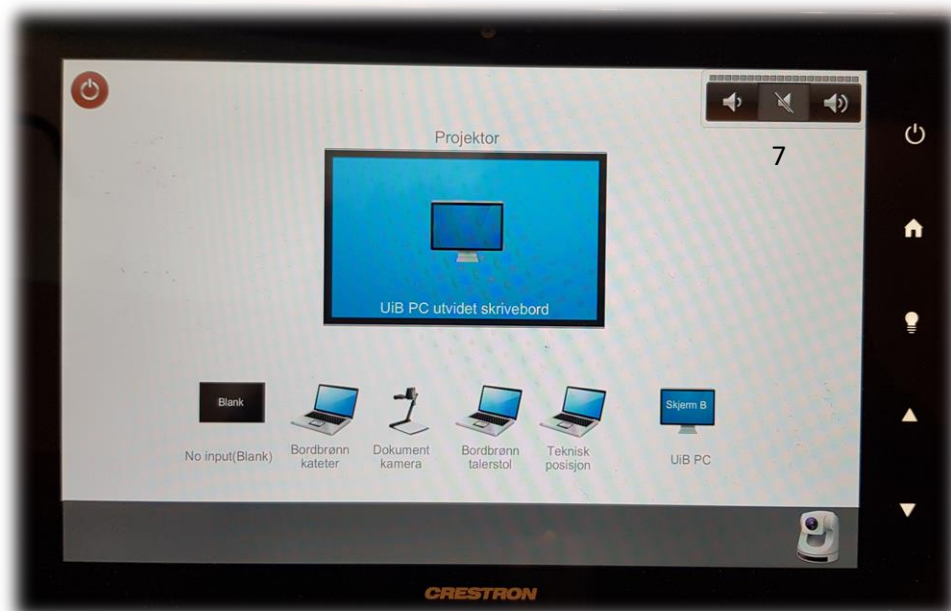 Projektor
7
UiB PC utvidet skrivebord
Blank
Skjerm B
No input(Blank)
Bordbrønn
kateter
Dokument
kamera
Bordbrønn
talerstol
Teknisk
posisjon
UiB PC
CRESTRON